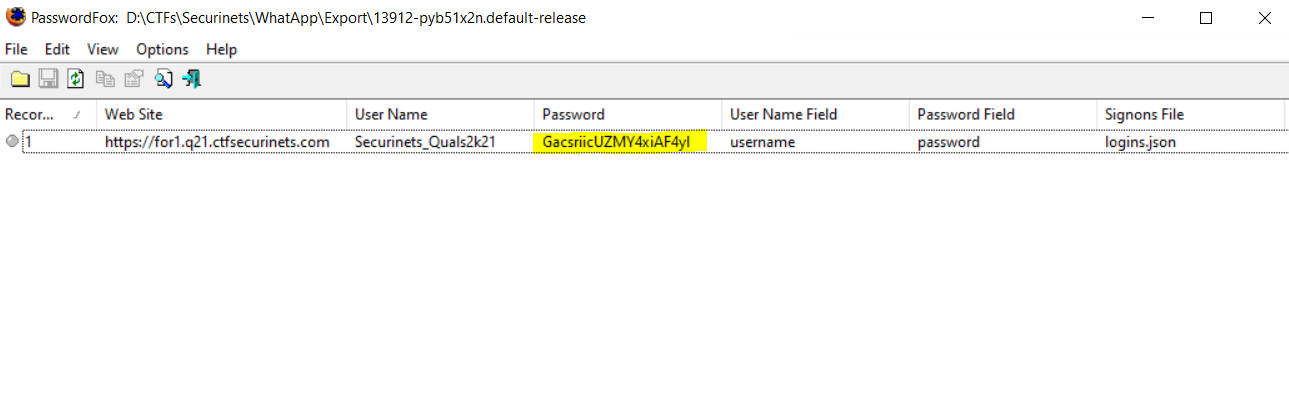 PasswordFox: D:\CTFs\Securinets\WhatApp\Export\13912-pyb51x2n.default-release
File Edit View Options Help
Recor... Web Site User Name Password User Name Field Password Field Signons File
1 https://for1.q21.ctfsecurinets.com Securinets_Quals2k21 GacsriicUZMY4xiAF4yl username password logins.json